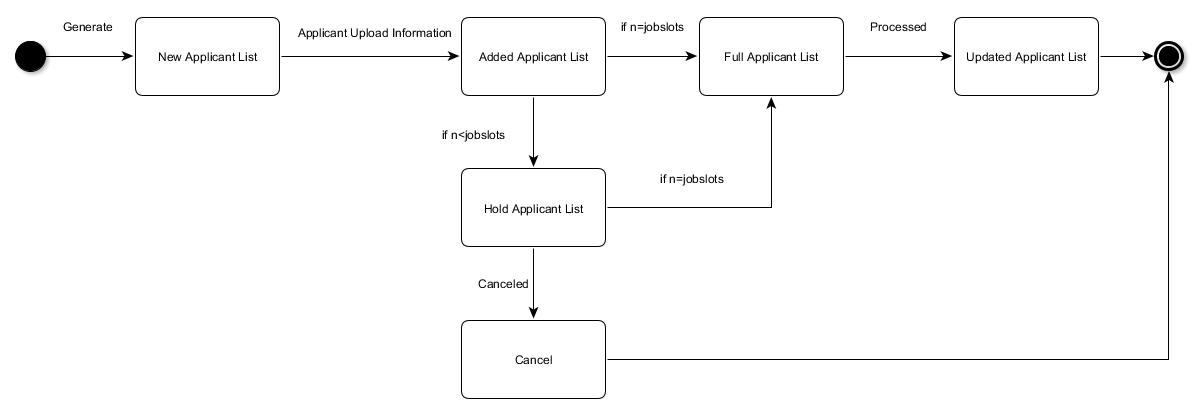 Generate
New Applicant List
Applicant Upload Information
Added Applicant List
if n=jobslots
Full Applicant List
Processed
Updated Applicant List
if n<jobslots
Hold Applicant List
if n=jobslots
Canceled
Cancel